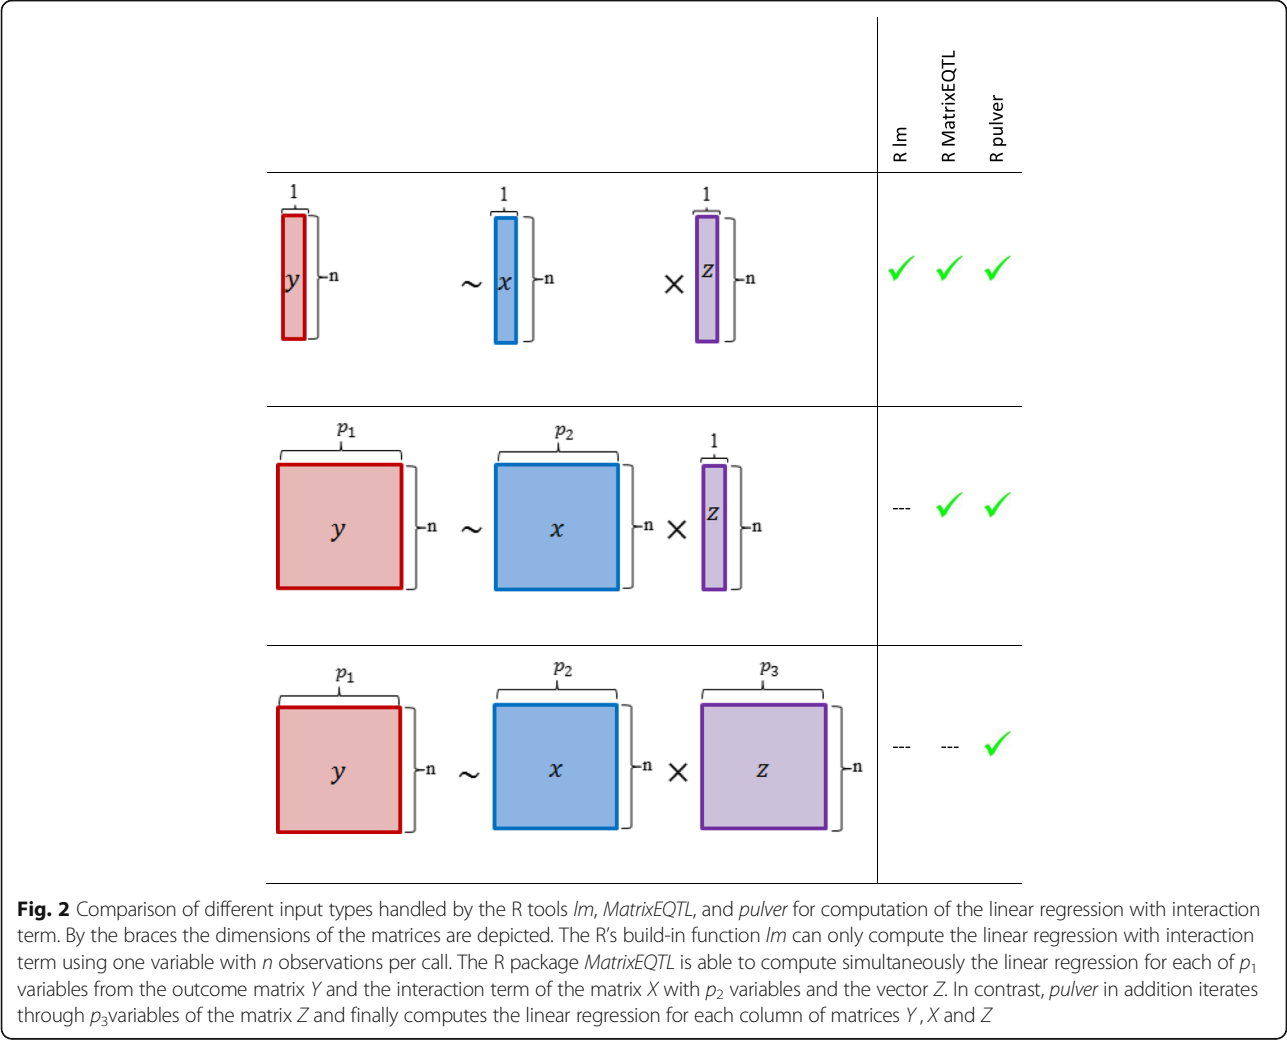 R lm
R MatrixEQTL
R pulver
1
1
1
y
n
~
x
n
×
z
n
p₁
p₂
1
y
n
~
x
n
×
z
n
---
p₁
p₂
p₃
y
n
~
x
n
×
z
n
---
---
Fig. 2 Comparison of different input types handled by the R tools lm, MatrixEQTL, and pulver for computation of the linear regression with interaction
term. By the braces the dimensions of the matrices are depicted. The R's build-in function lm can only compute the linear regression with interaction
term using one variable with n observations per call. The R package MatrixEQTL is able to compute simultaneously the linear regression for each of p₁
variables from the outcome matrix Y and the interaction term of the matrix X with p₂ variables and the vector Z. In contrast, pulver in addition iterates
through p₃variables of the matrix Z and finally computes the linear regression for each column of matrices Y , X and Z